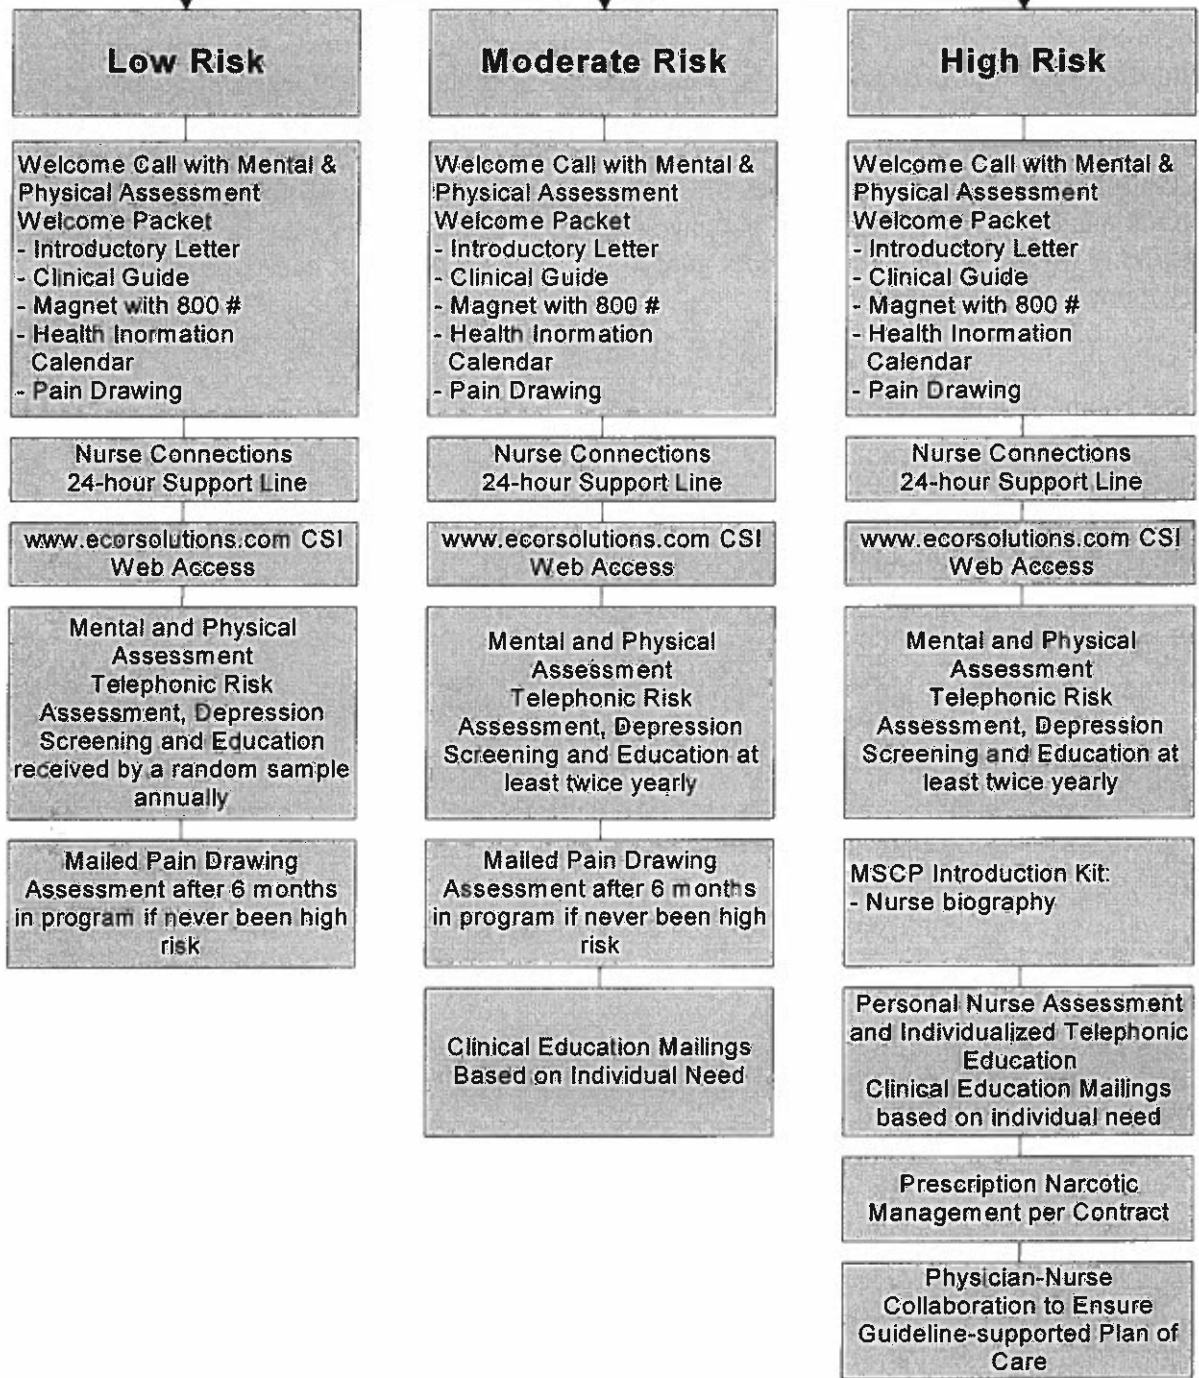 Low Risk
Welcome Call with Mental &
Physical Assessment
Welcome Packet
- Introductory Letter
- Clinical Guide
- Magnet with 800 #
- Health Inormation
Calendar
- Pain Drawing
Nurse Connections
24-hour Support Line
www.ecorsolutions.com CSI
Web Access
Mental and Physical
Assessment
Telephonic Risk
Assessment, Depression
Screening and Education
received by a random sample
annually
Mailed Pain Drawing
Assessment after 6 months
in program if never been high
risk
Moderate Risk
Welcome Call with Mental &
Physical Assessment
Welcome Packet
- Introductory Letter
- Clinical Guide
- Magnet with 800 #
- Health Inormation
Calendar
- Pain Drawing
Nurse Connections
24-hour Support Line
www.ecorsolutions.com CSI
Web Access
Mental and Physical
Assessment
Telephonic Risk
Assessment, Depression
Screening and Education at
least twice yearly
Mailed Pain Drawing
Assessment after 6 months
in program if never been high
risk
Clinical Education Mailings
Based on Individual Need
High Risk
Welcome Call with Mental &
Physical Assessment
Welcome Packet
- Introductory Letter
- Clinical Guide
- Magnet with 800 #
- Health Inormation
Calendar
- Pain Drawing
Nurse Connections
24-hour Support Line
www.ecorsolutions.com CSI
Web Access
Mental and Physical
Assessment
Telephonic Risk
Assessment, Depression
Screening and Education at
least twice yearly
MSCP Introduction Kit:
- Nurse biography
Personal Nurse Assessment
and Individualized Telephonic
Education
Clinical Education Mailings
based on individual need
Prescription Narcotic
Management per Contract
Physician-Nurse
Collaboration to Ensure
Guideline-supported Plan of
Care